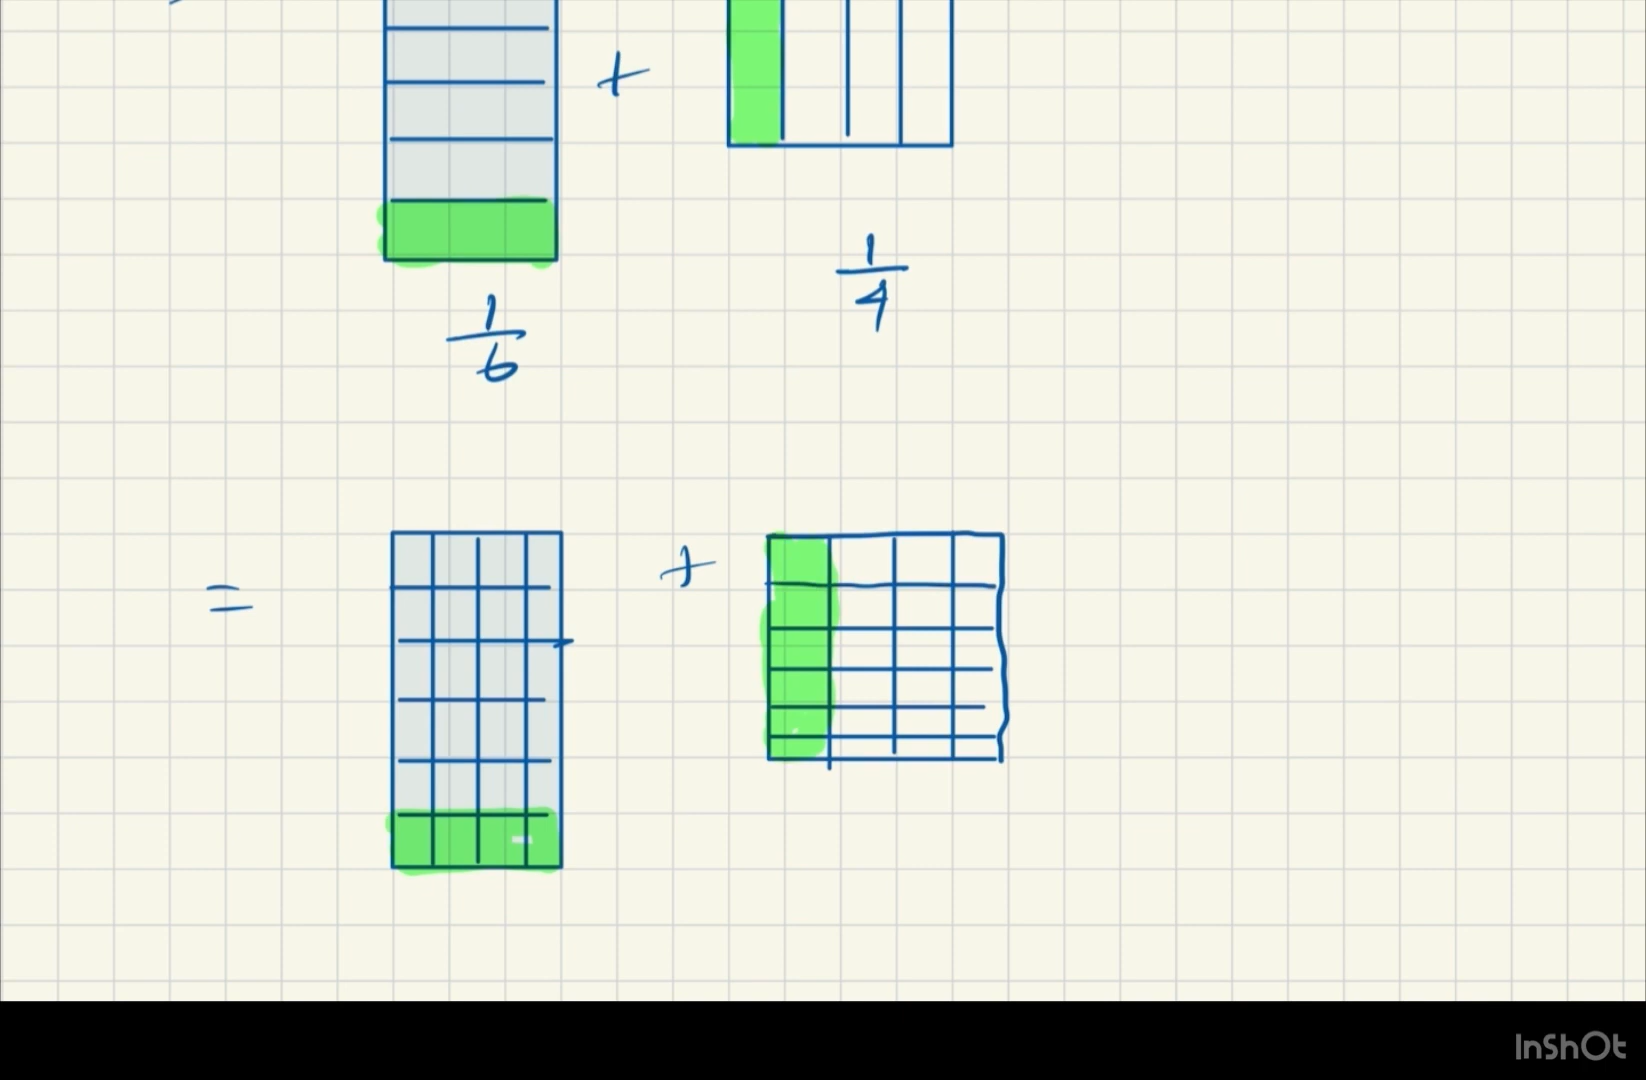 +
1/6
1/4
= +
InShOt